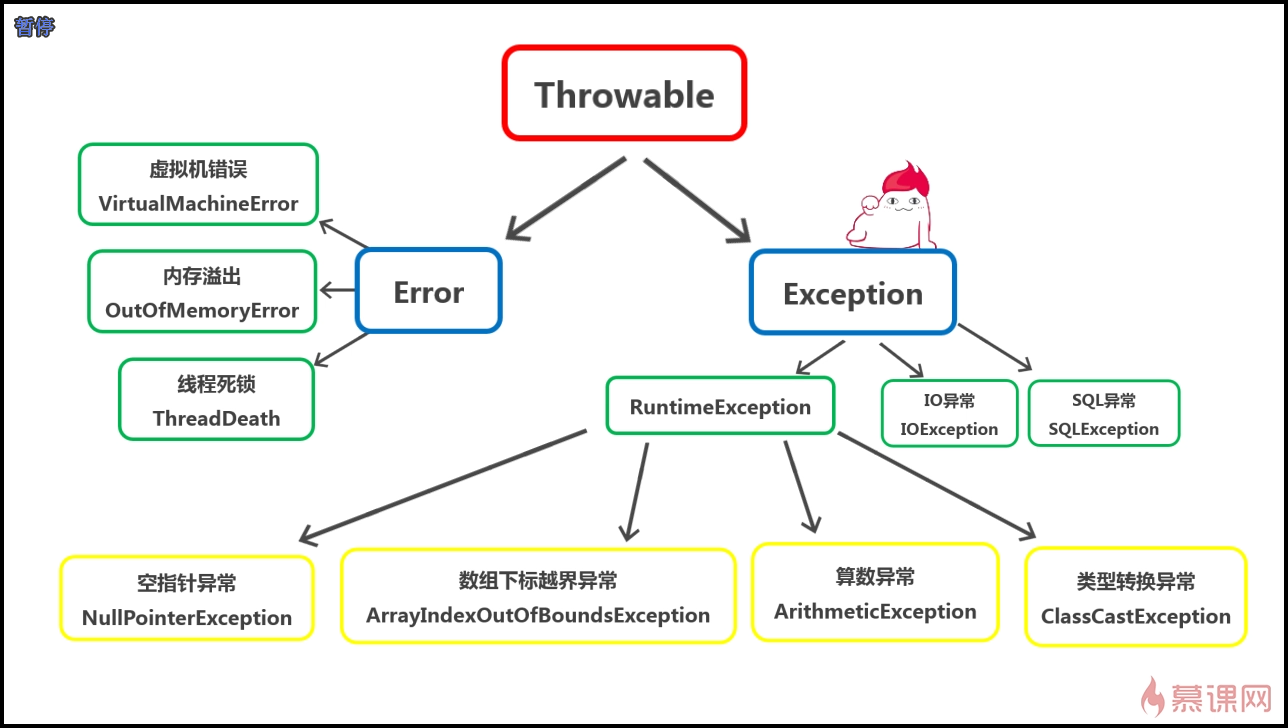 暂停
Throwable
虚拟机错误
VirtualMachineError
内存溢出
OutOfMemoryError
线程死锁
ThreadDeath
Error
Exception
RuntimeException
IO异常
IOException
SQL异常
SQLException
空指针异常
NullPointerException
数组下标越界异常
ArrayIndexOutOfBoundsException
算数异常
ArithmeticException
类型转换异常
ClassCastException
慕课网